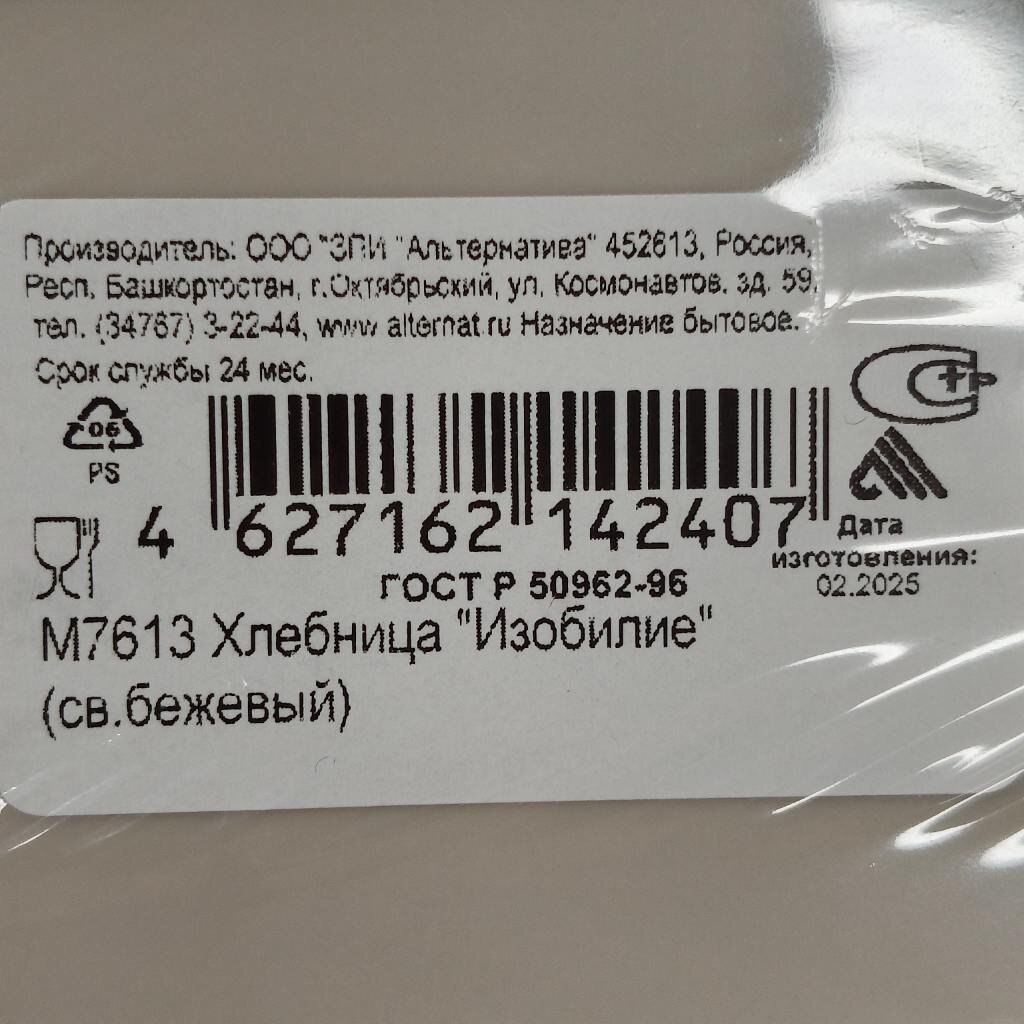 Производитель: ООО "ЗПИ "Альтернатива" 452613, Россия,
Респ. Башкортостан, г.Октябрьский, ул. Космонавтов. зд. 59,
тел. (34767) 3-22-44, www alternat.ru Назначение бытовое.
Срок службы 24 мес.
06
PS
Стр
4 627162 142407
Дата
изготовления:
02.2025
ГОСТ Р 50962-96
М7613 Хлебница "Изобилие"
(св.бежевый)